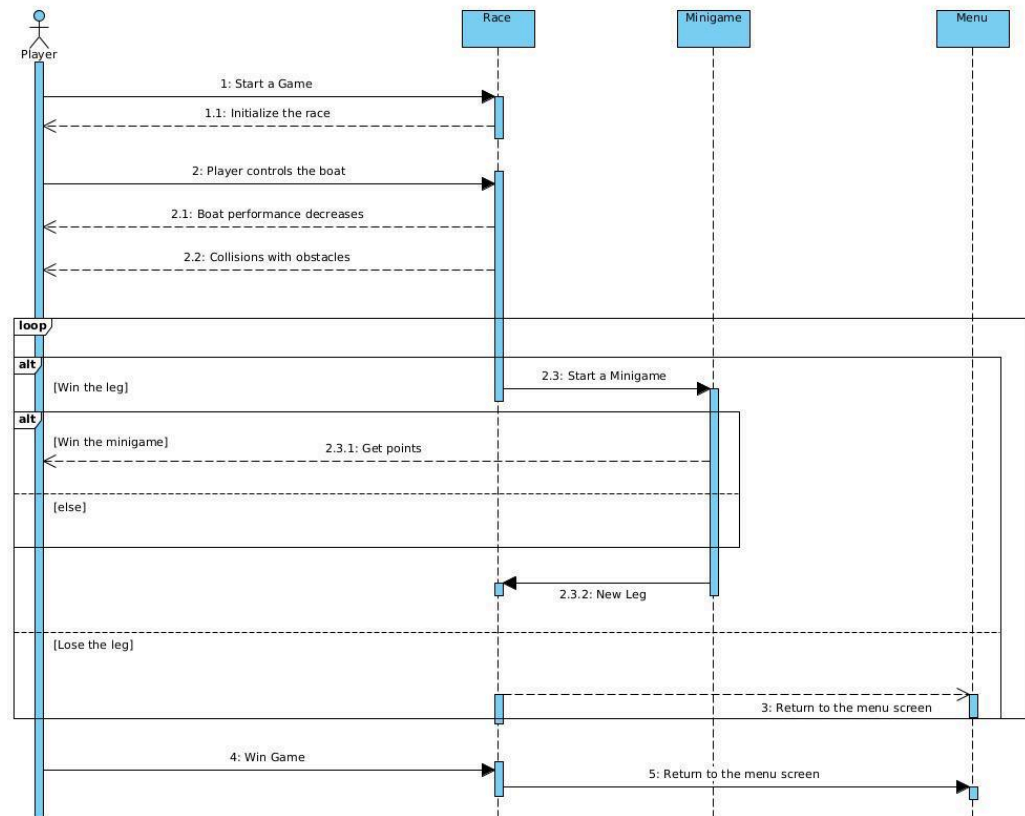 Race
Minigame
Menu
Player
1: Start a Game
1.1: Initialize the race
2: Player controls the boat
2.1: Boat performance decreases
2.2: Collisions with obstacles
loop
alt
[Win the leg]
2.3: Start a Minigame
alt
[Win the minigame]
2.3.1: Get points
[else]
2.3.2: New Leg
[Lose the leg]
3: Return to the menu screen
4: Win Game
5: Return to the menu screen